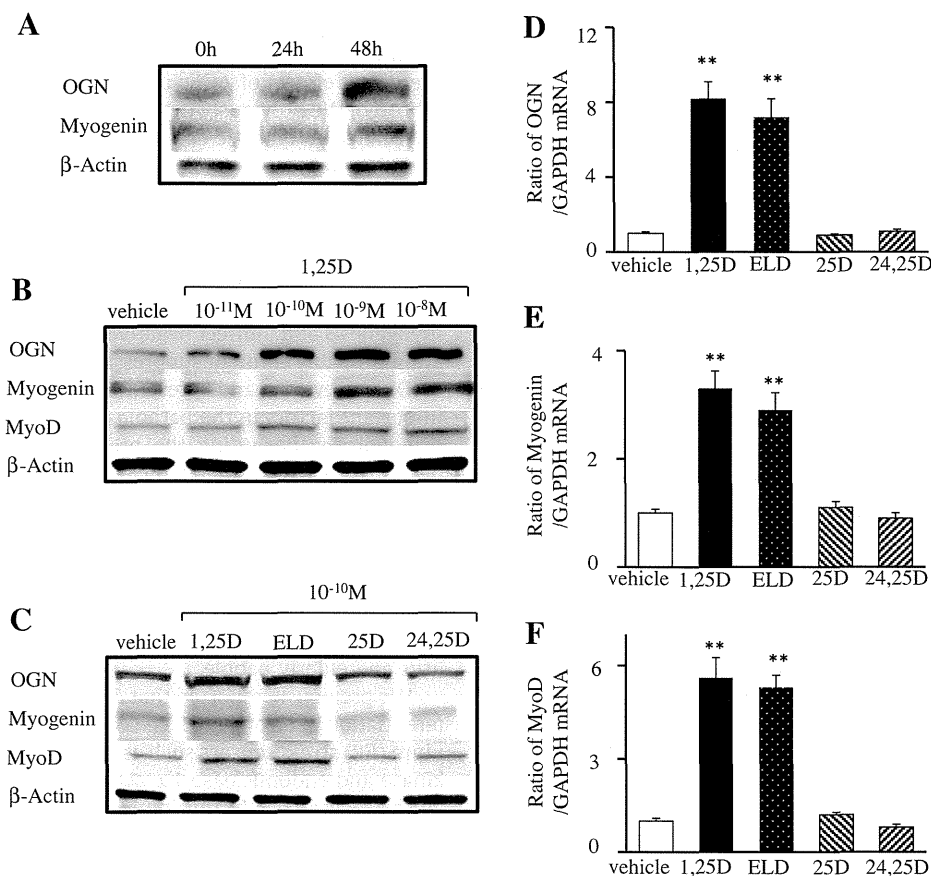 A
0h 24h 48h
OGN
Myogenin
β-Actin
B
1,25D
vehicle 10⁻¹¹M 10⁻¹⁰M 10⁻⁹M 10⁻⁸M
OGN
Myogenin
MyoD
β-Actin
C
10⁻¹⁰M
vehicle 1,25D ELD 25D 24,25D
OGN
Myogenin
MyoD
β-Actin
D
Ratio of OGN
/GAPDH mRNA
12
8
4
0
** **
vehicle 1,25D ELD 25D 24,25D
E
Ratio of Myogenin
/GAPDH mRNA
4
2
0
** **
vehicle 1,25D ELD 25D 24,25D
F
Ratio of MyoD
/GAPDH mRNA
6
3
0
** **
vehicle 1,25D ELD 25D 24,25D